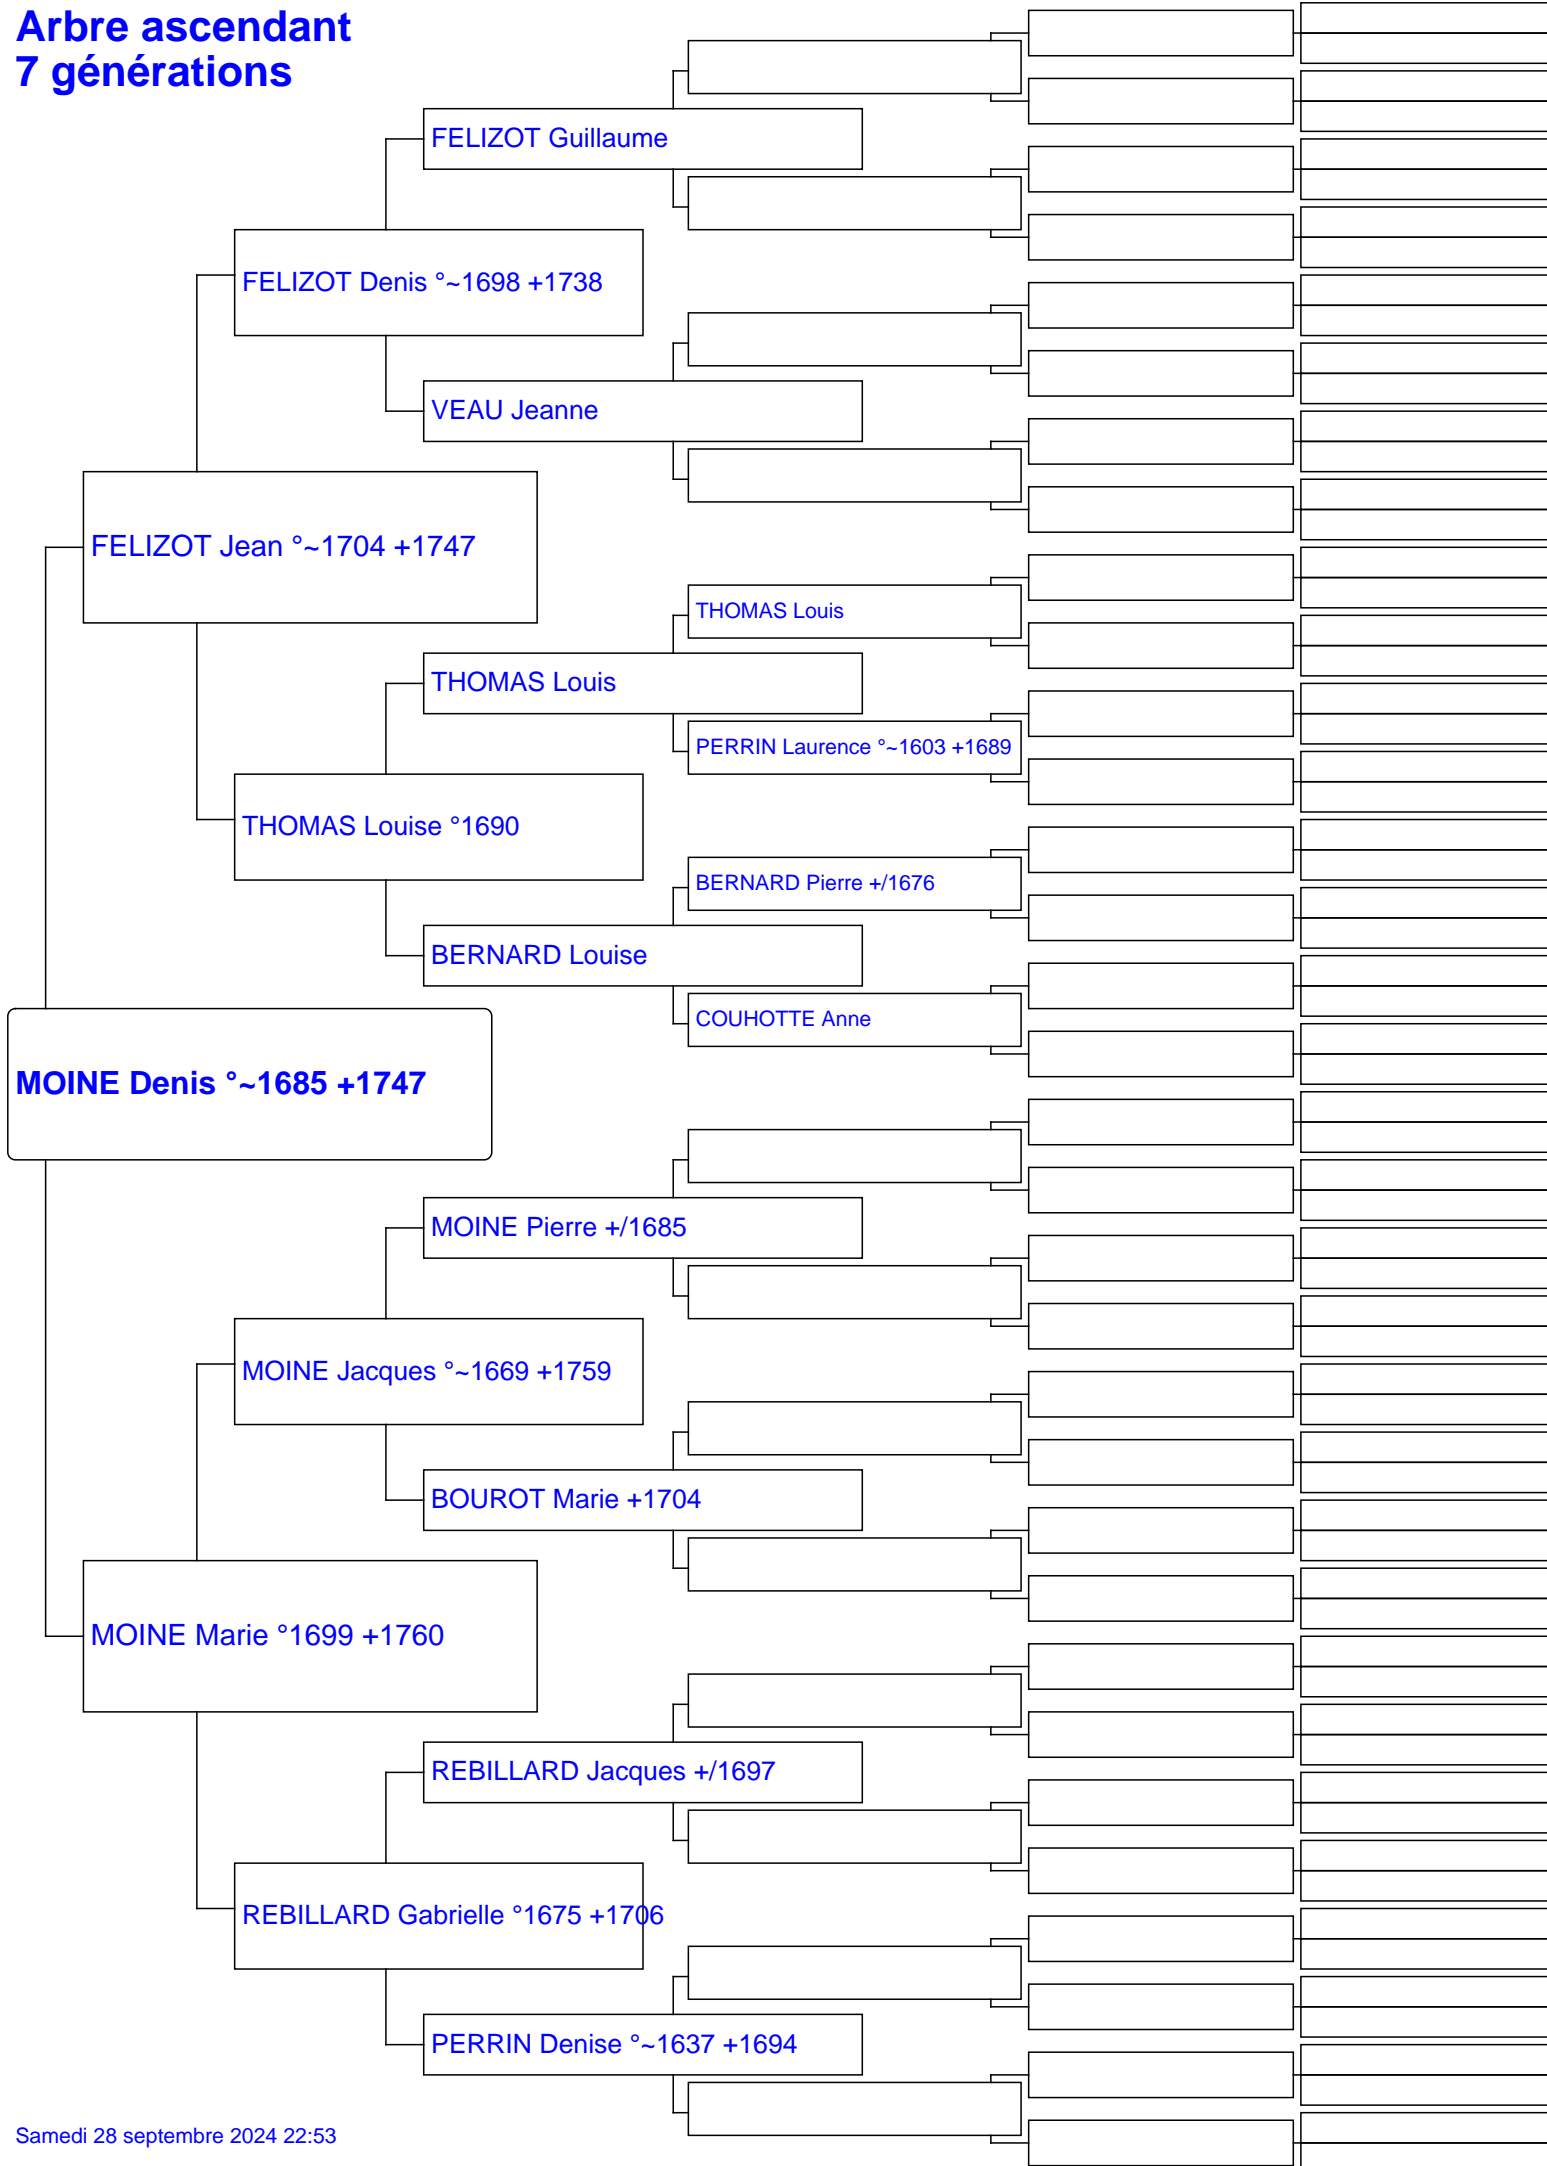 Arbre ascendant
7 générations
FELIZOT Guillaume
FELIZOT Denis °~1698 +1738
VEAU Jeanne
FELIZOT Jean °~1704 +1747
THOMAS Louis
THOMAS Louis
PERRIN Laurence °~1603 +1689
THOMAS Louise °1690
BERNARD Pierre +/1676
BERNARD Louise
COUHOTTE Anne
MOINE Denis °~1685 +1747
MOINE Pierre +/1685
MOINE Jacques °~1669 +1759
BOUROT Marie +1704
MOINE Marie °1699 +1760
REBILLARD Jacques +/1697
REBILLARD Gabrielle °1675 +1706
PERRIN Denise °~1637 +1694
Samedi 28 septembre 2024 22:53